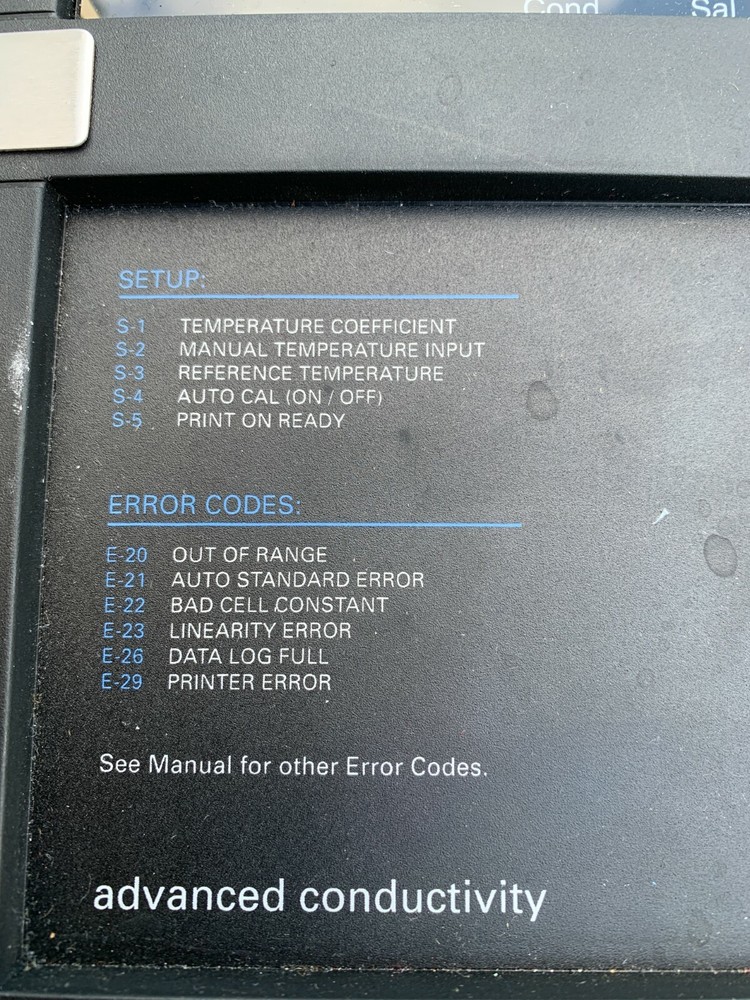 Cond Sal
SETUP:
S-1 TEMPERATURE COEFFICIENT
S-2 MANUAL TEMPERATURE INPUT
S-3 REFERENCE TEMPERATURE
S-4 AUTO CAL (ON / OFF)
S-5 PRINT ON READY
ERROR CODES:
E-20 OUT OF RANGE
E-21 AUTO STANDARD ERROR
E-22 BAD CELL CONSTANT
E-23 LINEARITY ERROR
E-26 DATA LOG FULL
E-29 PRINTER ERROR
See Manual for other Error Codes.
advanced conductivity